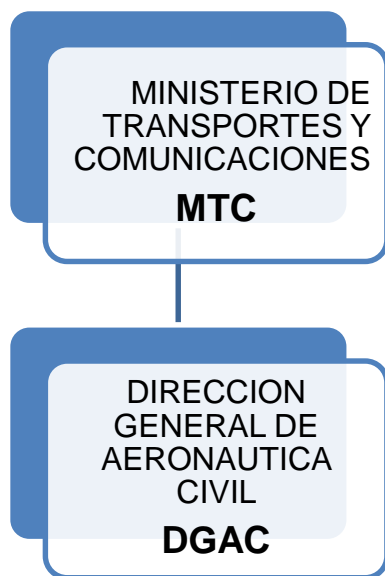 MINISTERIO DE
TRANSPORTES Y
COMUNICACIONES
MTC
DIRECCION
GENERAL DE
AERONAUTICA
CIVIL
DGAC